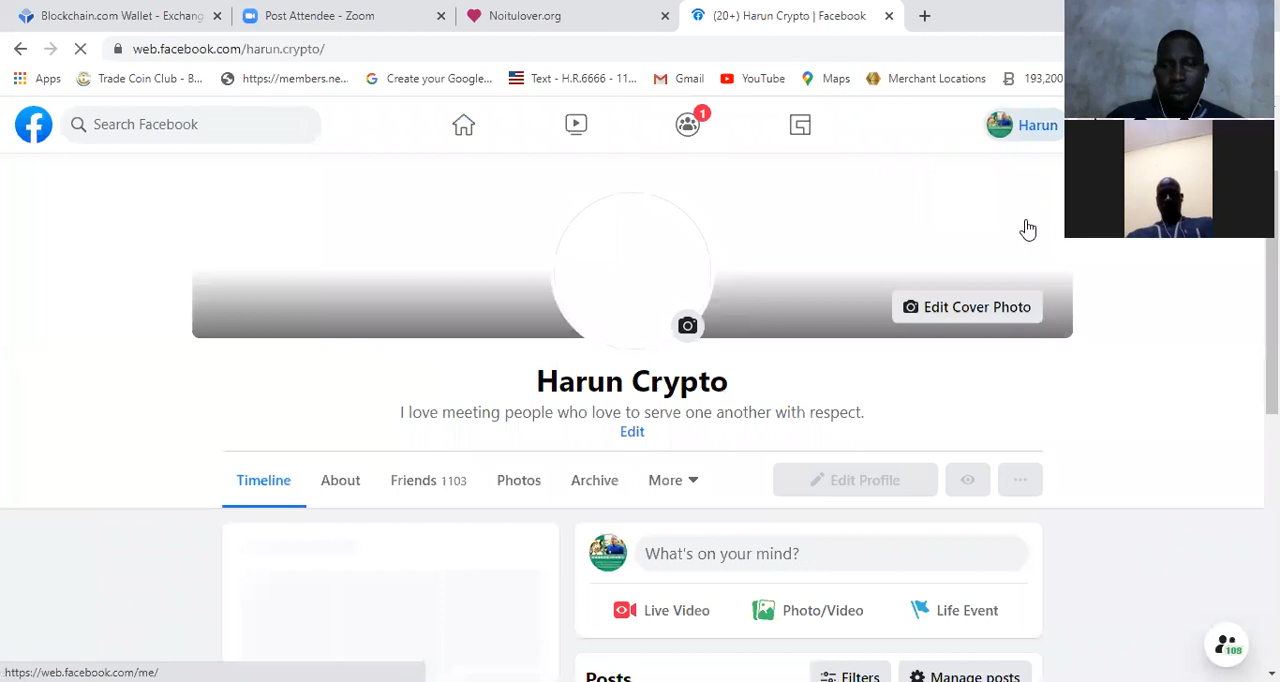 Blockchain.com Wallet - Exchang
Post Attendee - Zoom
Noitulover.org
(20+) Harun Crypto | Facebook
web.facebook.com/harun.crypto/
Apps
Trade Coin Club - B...
https://members.ne...
Create your Google...
Text - H.R.6666 - 11...
Gmail
YouTube
Maps
Merchant Locations
193,200
Search Facebook
1
Harun
Edit Cover Photo
Harun Crypto
I love meeting people who love to serve one another with respect.
Edit
Timeline
About
Friends 1103
Photos
Archive
More
Edit Profile
What's on your mind?
Live Video
Photo/Video
Life Event
108
https://web.facebook.com/me/
Posts
Filters
Manage posts